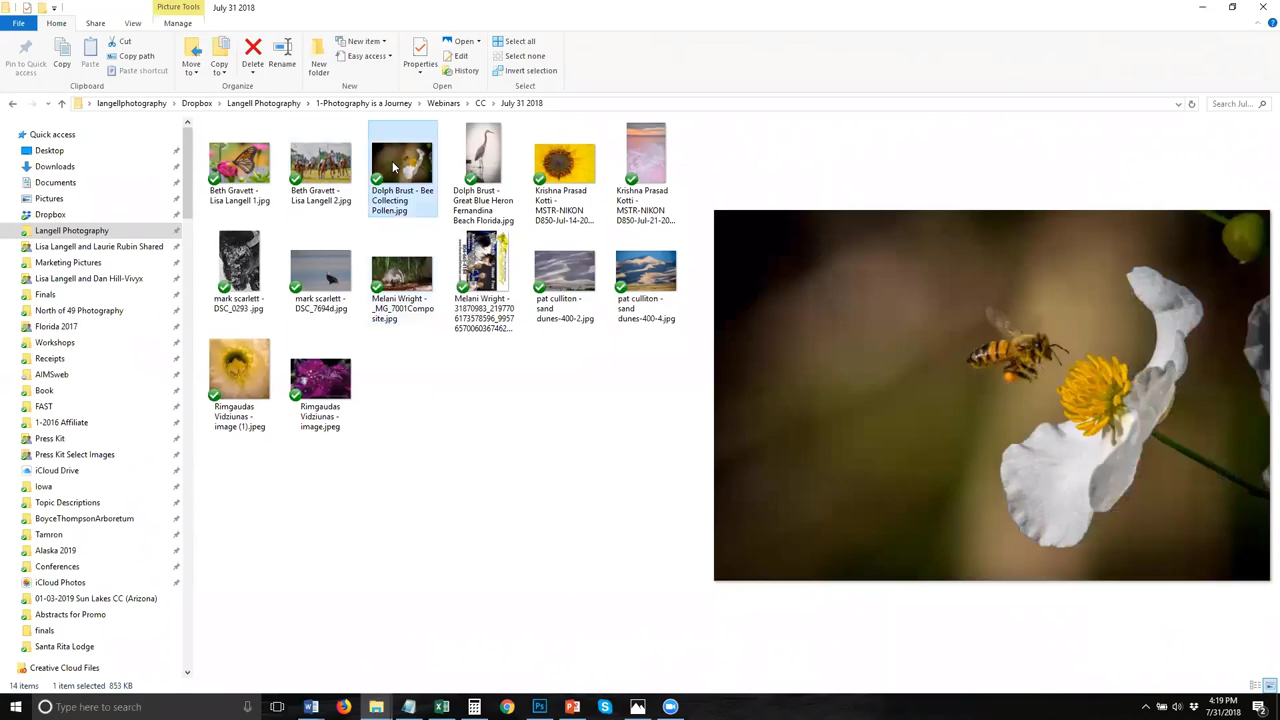 Picture Tools
July 31 2018
File
Home
Share
View
Manage
Pin to Quick access
Copy
Paste
Cut
Copy path
Paste shortcut
Clipboard
Move to
Copy to
Delete
Rename
Organize
New folder
New item
Easy access
New
Properties
Open
Edit
History
Open
Select all
Select none
Invert selection
Select
langellphotography > Dropbox > Langell Photography > 1-Photography is a Journey > Webinars > CC > July 31 2018
Search Jul...
Quick access
Desktop
Downloads
Documents
Pictures
Dropbox
Langell Photography
Lisa Langell and Laurie Rubin Shared
Marketing Pictures
Lisa Langell and Dan Hill-Vivyx
Finals
North of 49 Photography
Florida 2017
Workshops
Receipts
AIMSweb
Book
FAST
1-2016 Affiliate
Press Kit
Press Kit Select Images
iCloud Drive
Iowa
Topic Descriptions
BoyceThompsonArboretum
Tamron
Alaska 2019
Conferences
iCloud Photos
01-03-2019 Sun Lakes CC (Arizona)
Abstracts for Promo
finals
Santa Rita Lodge
Creative Cloud Files
Beth Gravett -
Lisa Langell 1.jpg
Beth Gravett -
Lisa Langell 2.jpg
Dolph Brust - Bee
Collecting
Pollen.jpg
Dolph Brust -
Great Blue Heron
Fernandina
Beach Florida.jpg
Krishna Prasad
Kotti -
MSTR-NIKON
D850-Jul-14-20...
Krishna Prasad
Kotti -
MSTR-NIKON
D850-Jul-21-20...
mark scarlett -
DSC_0293 .jpg
mark scarlett -
DSC_7694d.jpg
Melani Wright -
_MG_7001Compo
site.jpg
Melani Wright -
31870983_219770
6173578596_9957
6570060367462...
pat culliton -
sand
dunes-400-2.jpg
pat culliton -
sand
dunes-400-4.jpg
Rimgaudas
Vidziunas -
image (1).jpeg
Rimgaudas
Vidziunas -
image.jpeg
14 items
1 item selected 853 KB
Type here to search
4:19 PM
7/31/2018